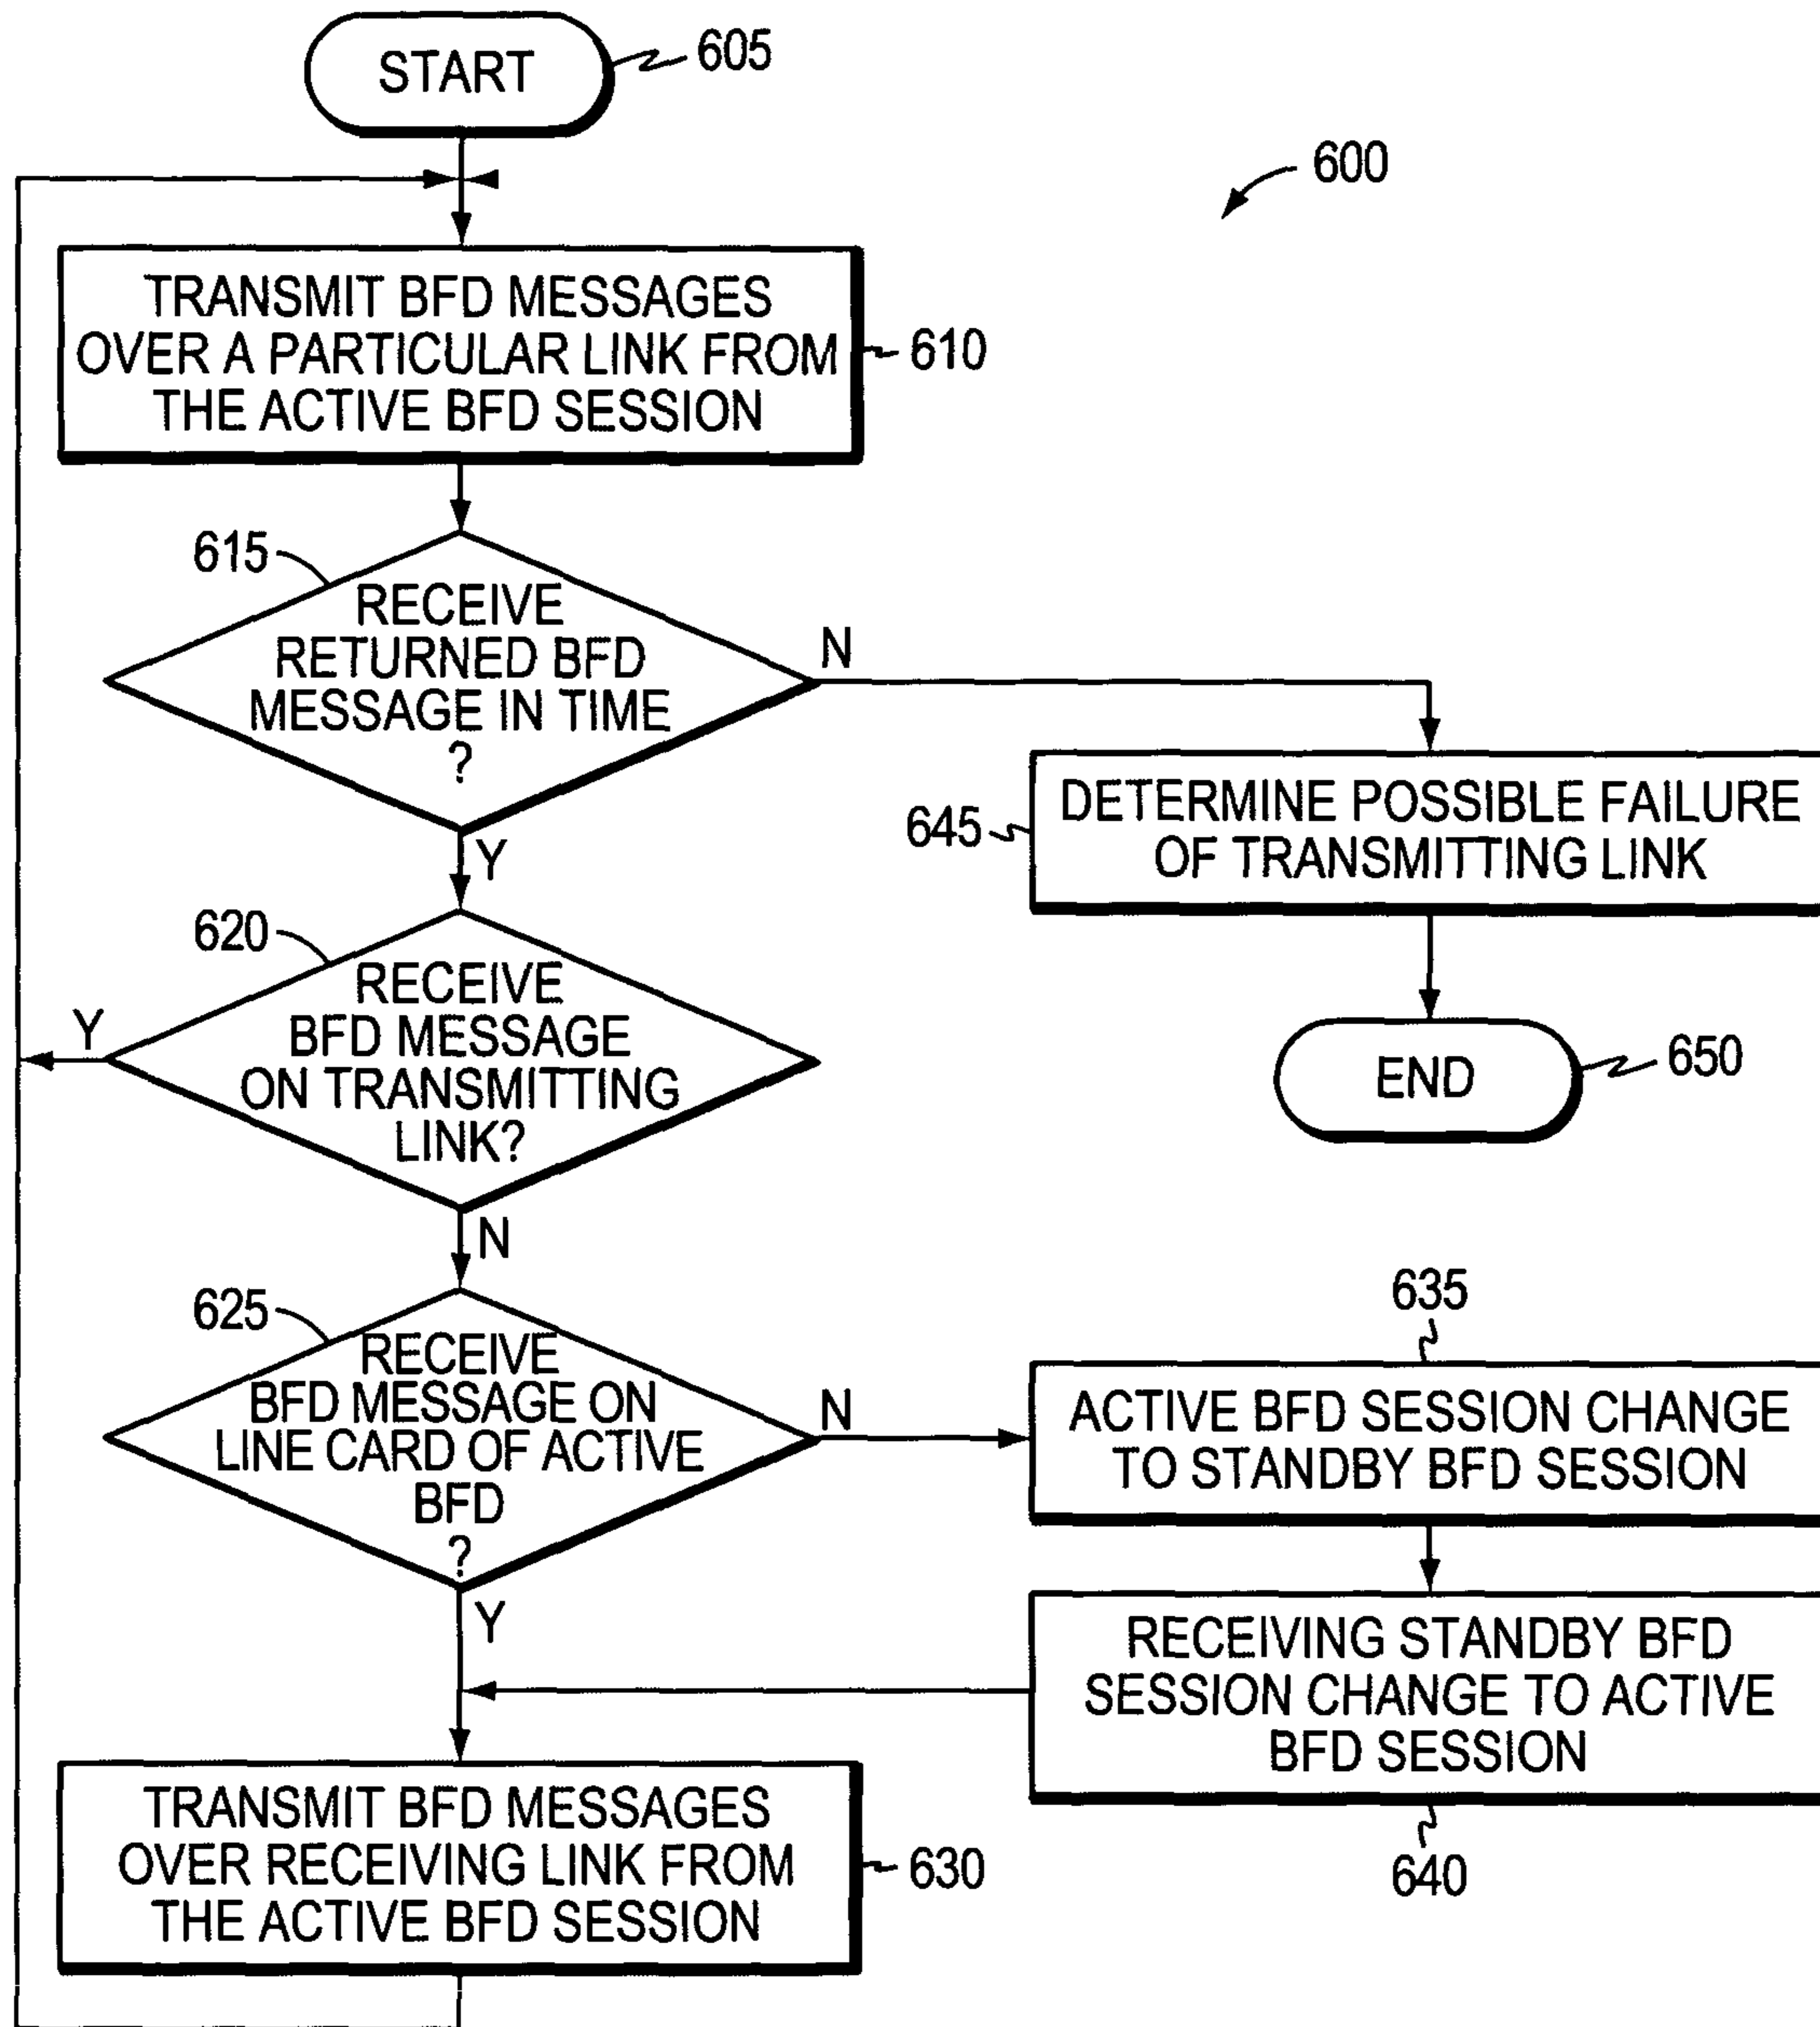 START
605
600
TRANSMIT BFD MESSAGES
OVER A PARTICULAR LINK FROM
THE ACTIVE BFD SESSION
610
615
RECEIVE
RETURNED BFD
MESSAGE IN TIME
?
N
Y
645
DETERMINE POSSIBLE FAILURE
OF TRANSMITTING LINK
620
RECEIVE
BFD MESSAGE
ON TRANSMITTING
LINK?
Y
N
END
650
625
RECEIVE
BFD MESSAGE ON
LINE CARD OF ACTIVE
BFD
?
N
Y
635
ACTIVE BFD SESSION CHANGE
TO STANDBY BFD SESSION
RECEIVING STANDBY BFD
SESSION CHANGE TO ACTIVE
BFD SESSION
640
TRANSMIT BFD MESSAGES
OVER RECEIVING LINK FROM
THE ACTIVE BFD SESSION
630